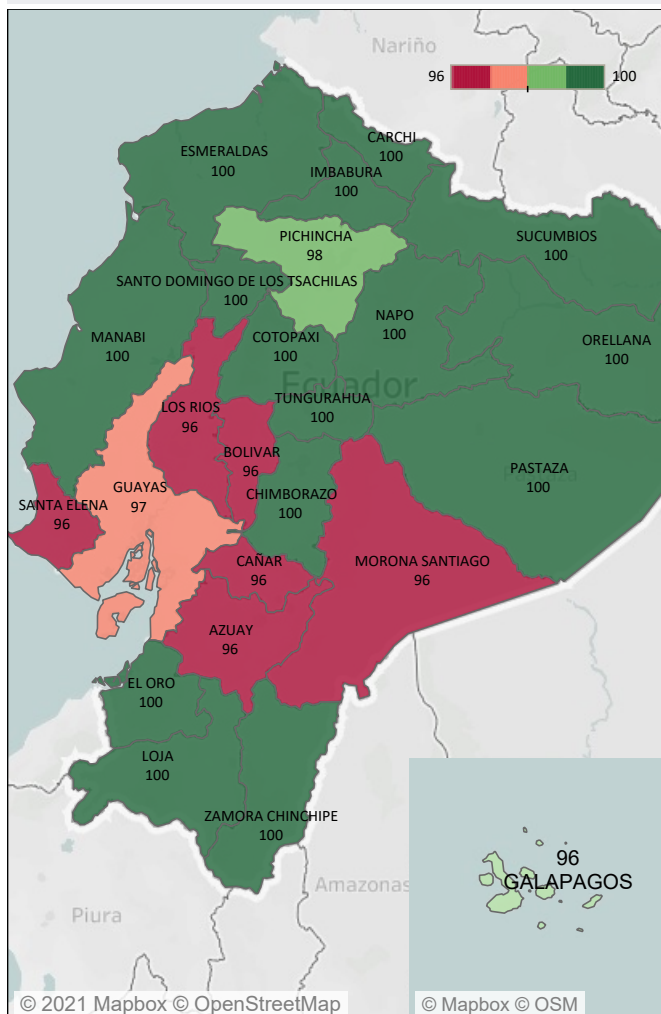 Nariño
96
100
CARCHI
100
ESMERALDAS
100
IMBABURA
100
PICHINCHA
98
SUCUMBIOS
100
SANTO DOMINGO DE LOS TSACHILAS
100
NAPO
100
MANABI
100
COTOPAXI
100
ORELLANA
100
Ecuador
TUNGURAHUA
100
LOS RIOS
96
BOLIVAR
96
PASTAZA
100
GUAYAS
97
CHIMBORAZO
100
SANTA ELENA
96
CAÑAR
96
MORONA SANTIAGO
96
AZUAY
96
EL ORO
100
LOJA
100
ZAMORA CHINCHIPE
100
96
GALAPAGOS
Amazonas
Piura
© 2021 Mapbox © OpenStreetMap
© Mapbox © OSM